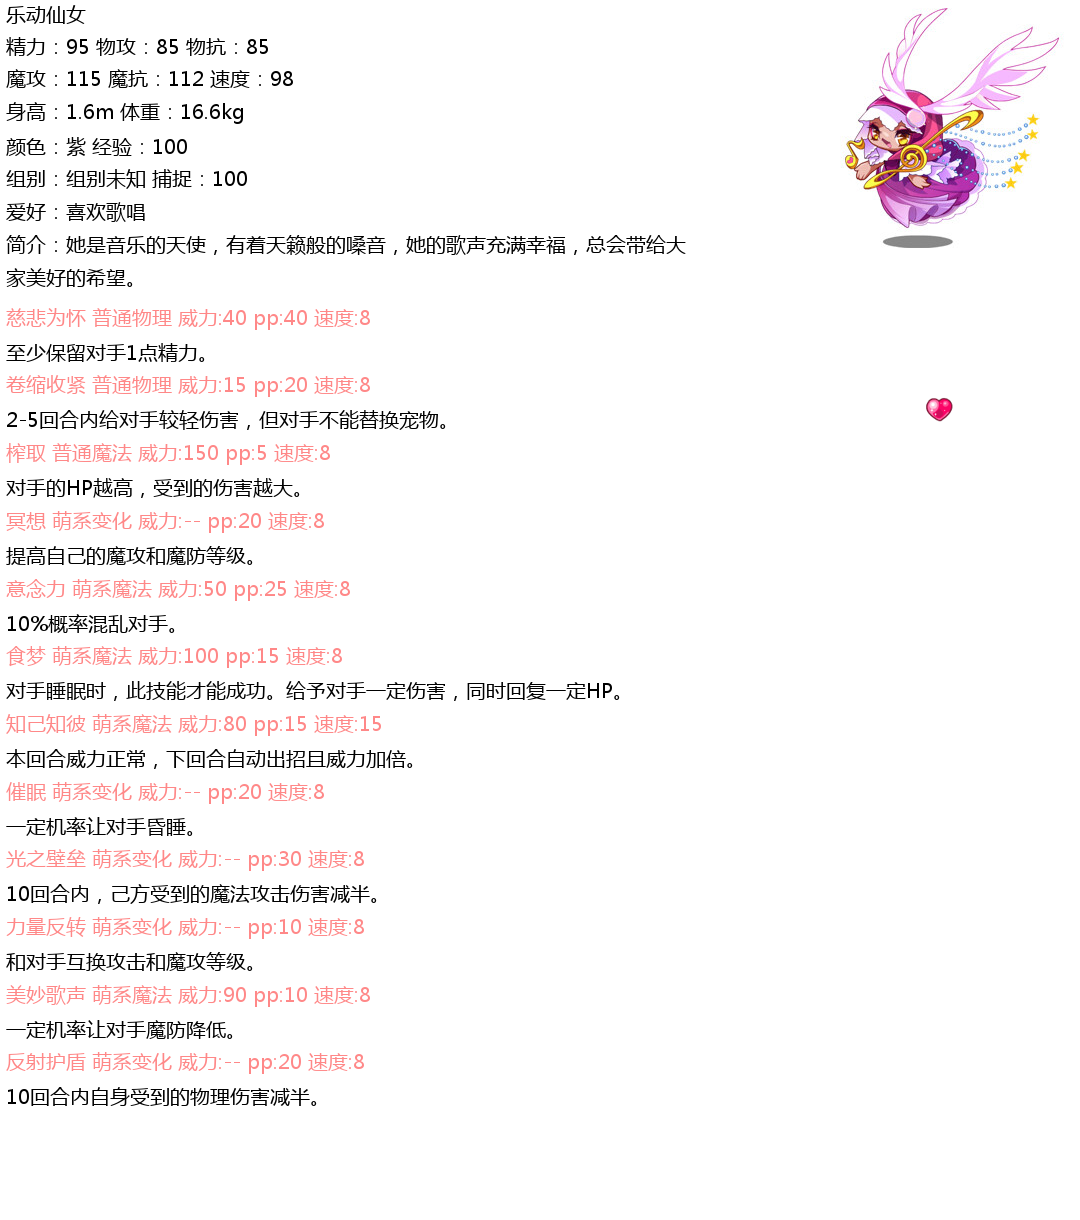 乐动仙女
精力：95 物攻：85 物抗：85
魔攻：115 魔抗：112 速度：98
身高：1.6m 体重：16.6kg
颜色：紫 经验：100
组别：组别未知 捕捉：100
爱好：喜欢歌唱
简介：她是音乐的天使，有着天籁般的嗓音，她的歌声充满幸福，总会带给大
家美好的希望。
慈悲为怀 普通物理 威力:40 pp:40 速度:8
至少保留对手1点精力。
卷缩收紧 普通物理 威力:15 pp:20 速度:8
2-5回合内给对手较轻伤害，但对手不能替换宠物。
榨取 普通魔法 威力:150 pp:5 速度:8
对手的HP越高，受到的伤害越大。
冥想 萌系变化 威力:-- pp:20 速度:8
提高自己的魔攻和魔防等级。
意念力 萌系魔法 威力:50 pp:25 速度:8
10%概率混乱对手。
食梦 萌系魔法 威力:100 pp:15 速度:8
对手睡眠时，此技能才能成功。给予对手一定伤害，同时回复一定HP。
知己知彼 萌系魔法 威力:80 pp:15 速度:15
本回合威力正常，下回合自动出招且威力加倍。
催眠 萌系变化 威力:-- pp:20 速度:8
一定机率让对手昏睡。
光之壁垒 萌系变化 威力:-- pp:30 速度:8
10回合内，己方受到的魔法攻击伤害减半。
力量反转 萌系变化 威力:-- pp:10 速度:8
和对手互换攻击和魔攻等级。
美妙歌声 萌系魔法 威力:90 pp:10 速度:8
一定机率让对手魔防降低。
反射护盾 萌系变化 威力:-- pp:20 速度:8
10回合内自身受到的物理伤害减半。